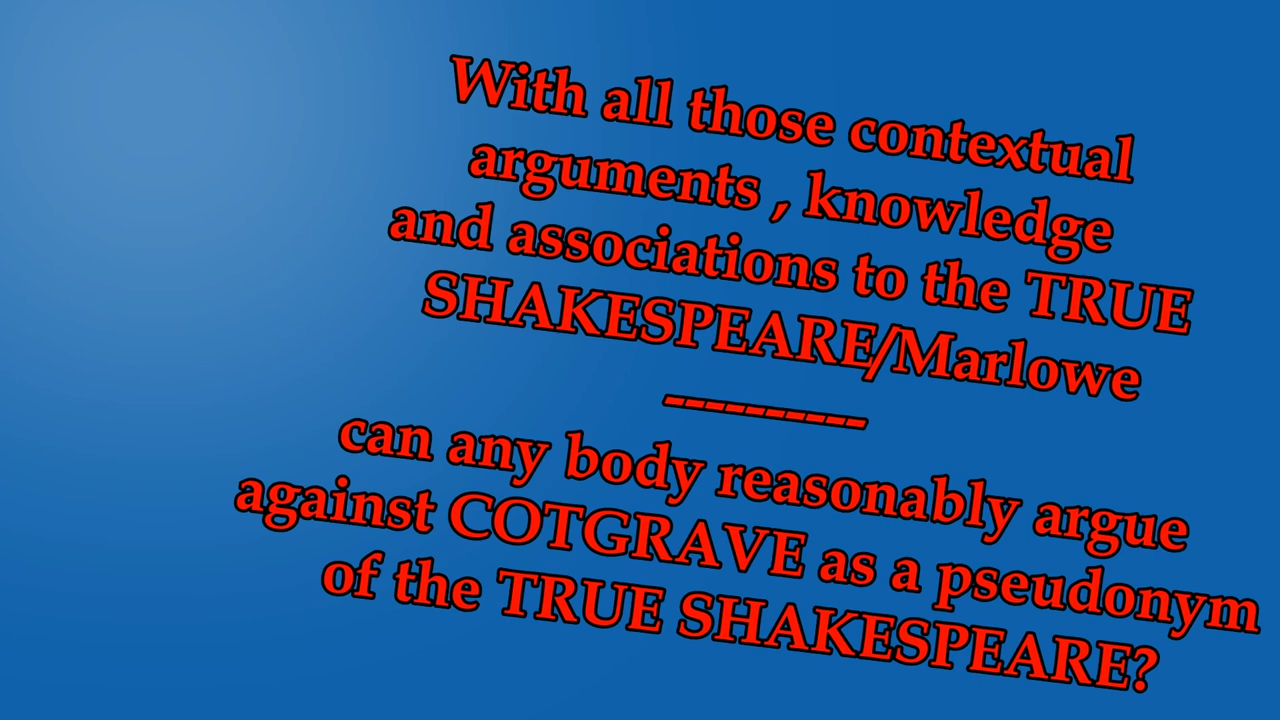 With all those contextual
arguments , knowledge
and associations to the TRUE
SHAKESPEARE/Marlowe
----------
can any body reasonably argue
against COTGRAVE as a pseudonym
of the TRUE SHAKESPEARE?